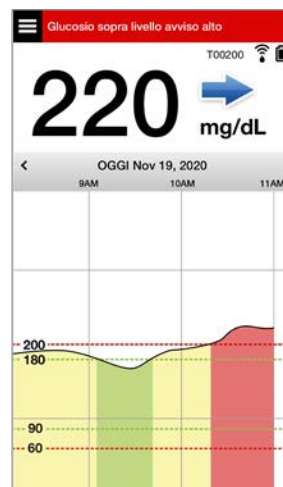 Glucosio sopra livello avviso alto
T00200
220
mg/dL
< OGGI Nov 19, 2020
9AM 10AM 11AM
200
180
90
60